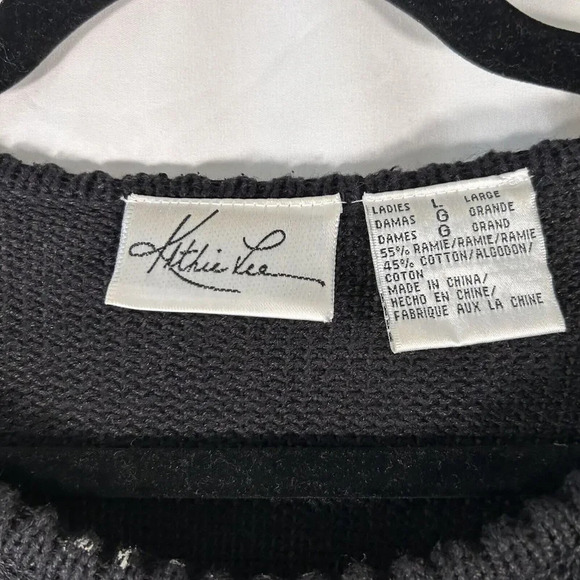 Kathie Lee
LADIES L LARGE
DAMAS G GRANDE
DAMES G GRAND
55% RAMIE/RAMIE/RAMIE
45% COTTON/ALGODON/
COTON
MADE IN CHINA/
HECHO EN CHINE/
FABRIQUE AUX LA CHINE